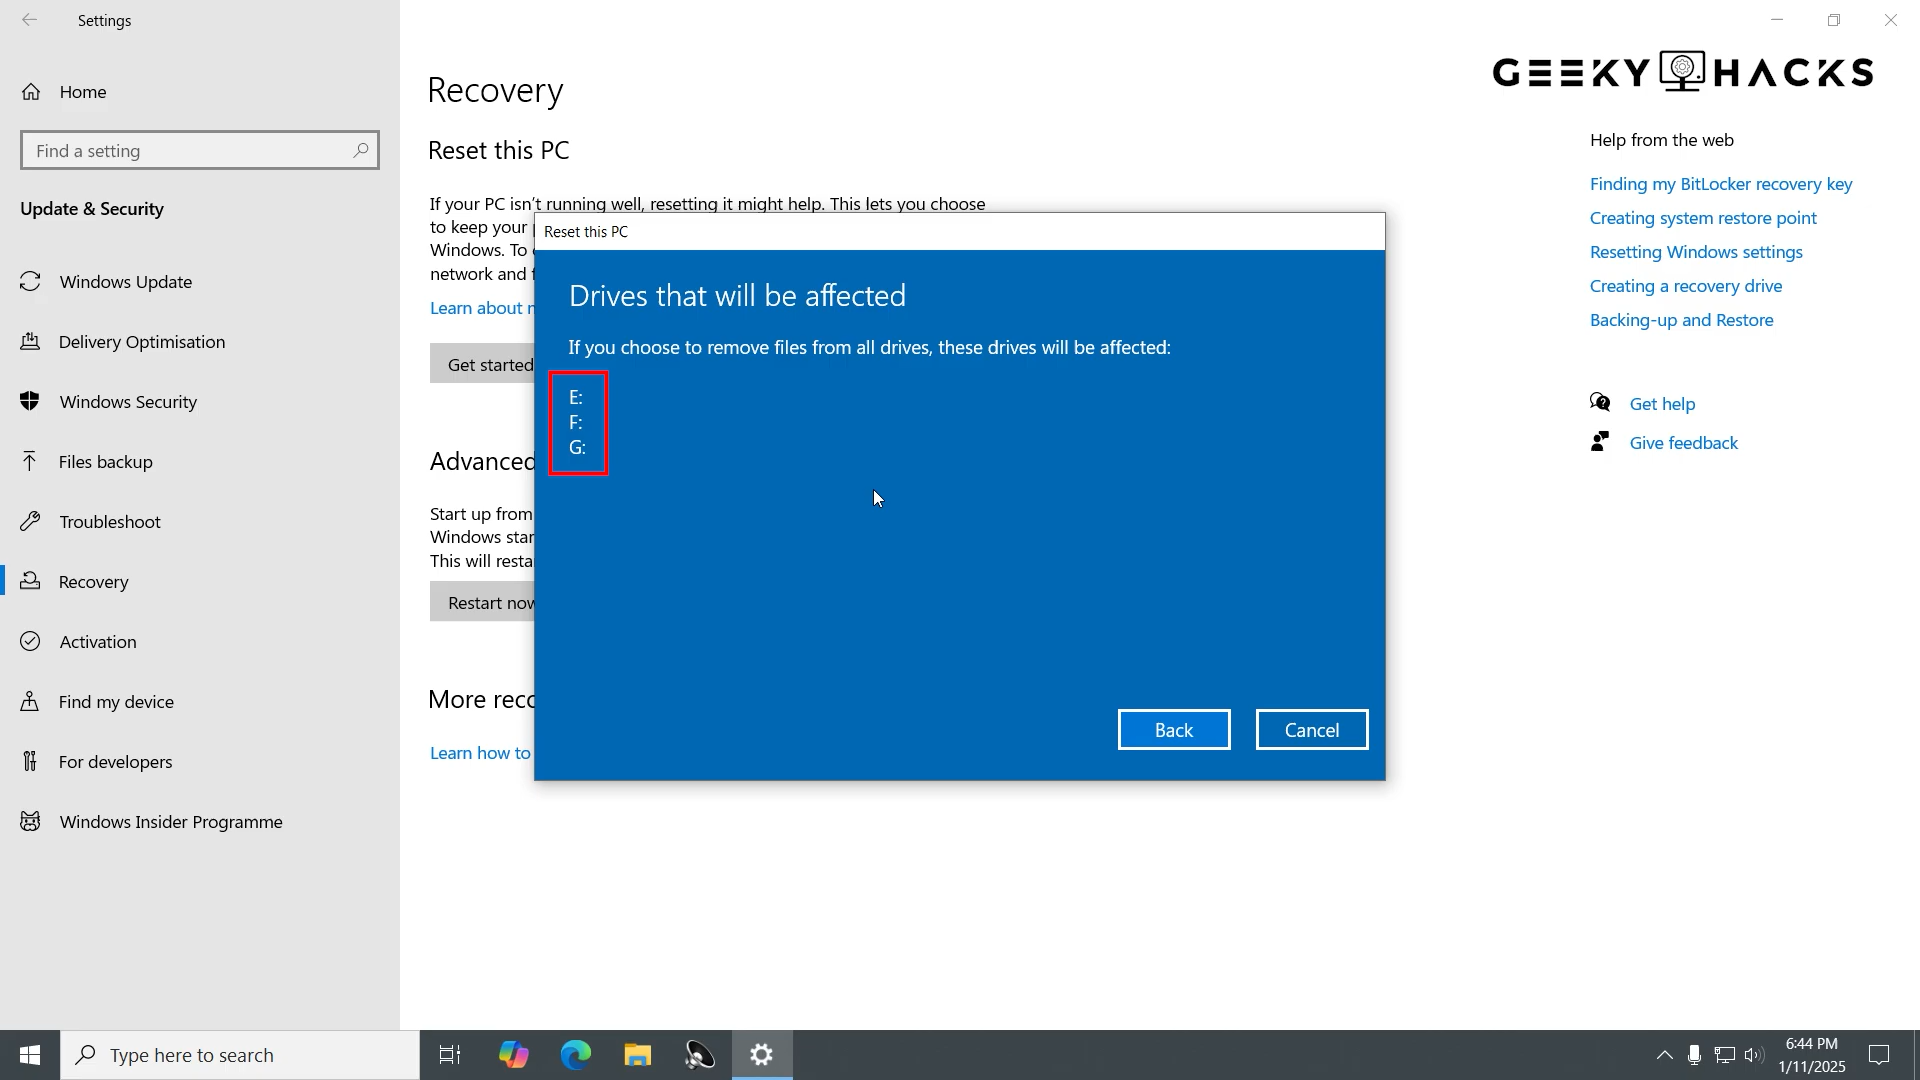 Settings
Home
Find a setting
Update & Security
Windows Update
Delivery Optimisation
Windows Security
Files backup
Troubleshoot
Recovery
Activation
Find my device
For developers
Windows Insider Programme
Recovery
Reset this PC
If your PC isn't running well, resetting it might help. This lets you choose
to keep your
Windows. To
network and
Learn about
Get started
Advanced
Start up from
Windows
This will
Restart now
More
Learn how to
Reset this PC
Drives that will be affected
If you choose to remove files from all drives, these drives will be affected:
E:
F:
G:
Back
Cancel
GEEKY HACKS
Help from the web
Finding my BitLocker recovery key
Creating system restore point
Resetting Windows settings
Creating a recovery drive
Backing-up and Restore
Get help
Give feedback
Type here to search
6:44 PM
1/11/2025